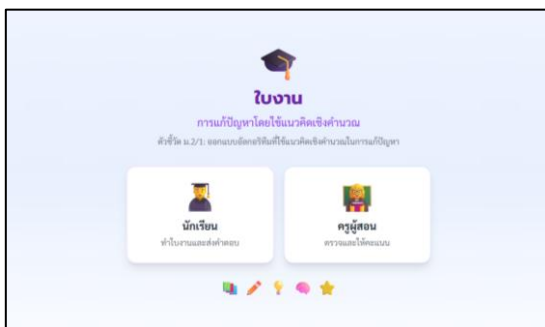 ใบงาน
การแก้ปัญหาโดยใช้แนวคิดเชิงคำนวณ
ตัวชี้วัด ม.2/1: ออกแบบอัลกอริทึมที่ใช้แนวคิดเชิงคำนวณในการแก้ปัญหา
นักเรียน
ทำใบงานและส่งคำตอบ
ครูผู้สอน
ตรวจและให้คะแนน